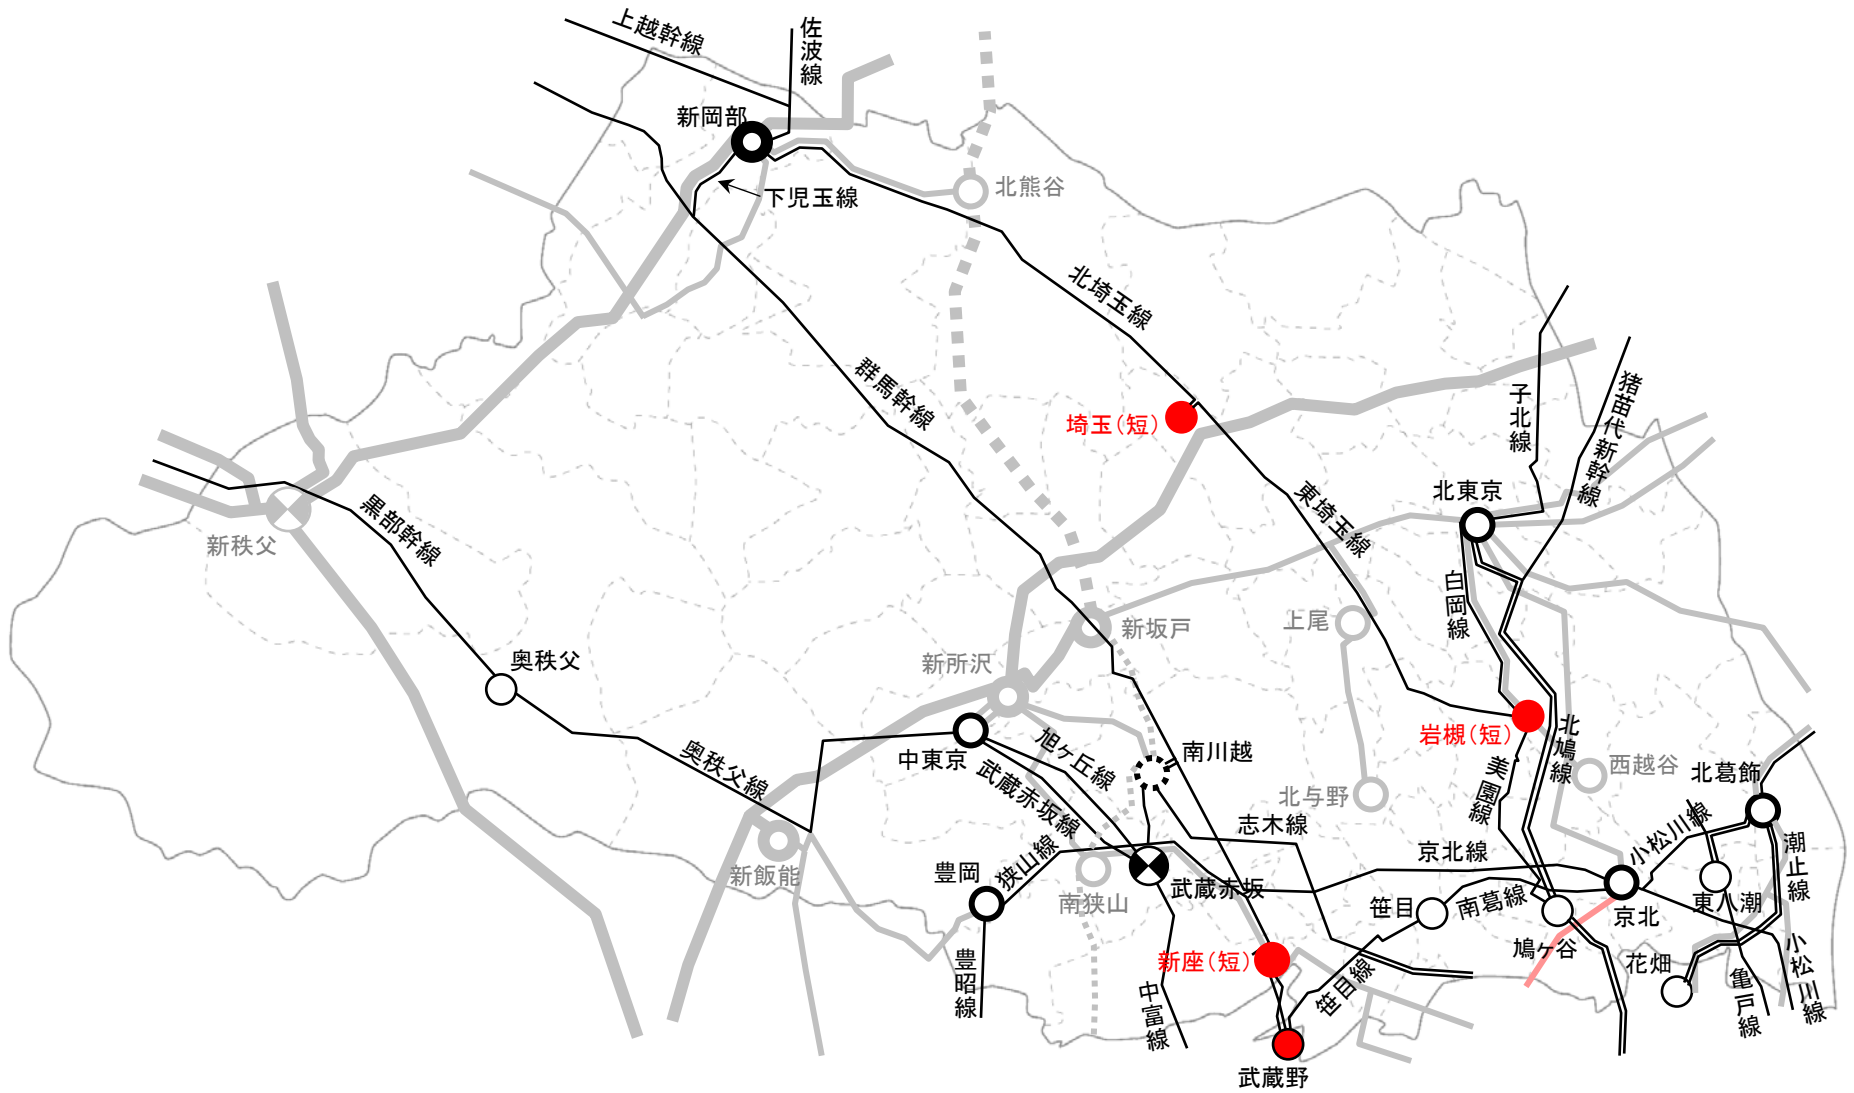 上越幹線
佐波線
新岡部
下児玉線
北熊谷
北埼玉線
群馬幹線
埼玉(短)
子北線
猪苗代新幹線
北東京
東埼玉線
黒部幹線
新秩父
白岡線
上尾
新坂戸
奥秩父
新所沢
岩槻(短)
北鳩線
西越谷
中東京
旭ヶ丘線
南川越
奥秩父線
武蔵赤坂線
美園線
北葛飾
北与野
志木線
小松川線
京北線
潮止線
新飯能
豊岡
狭山線
南狭山
武蔵赤坂
笹目
南葛線
京北
東八潮
新座(短)
鳩ヶ谷
花畑
豊昭線
中富線
笹目線
亀戸線
小松川線
武蔵野